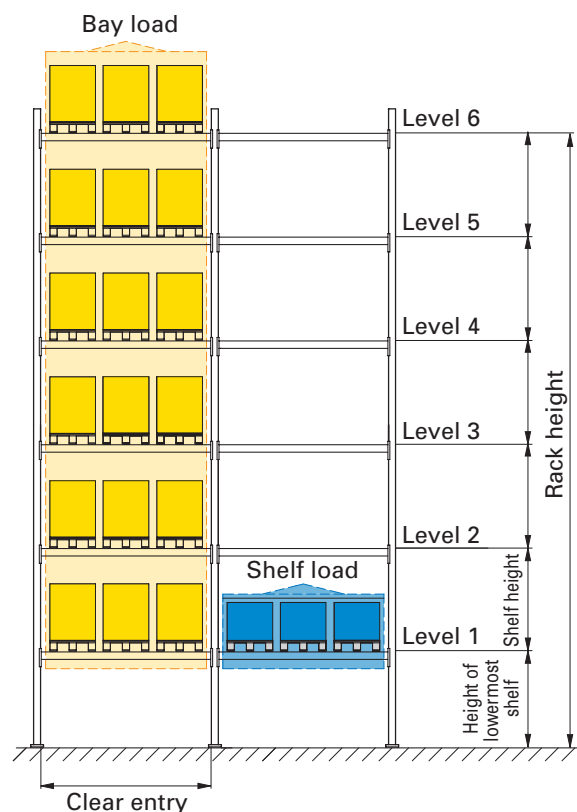 Bay load
Level 6
Level 5
Level 4
Level 3
Level 2
Shelf load
Level 1
Rack height
Shelf height
Height of
lowermost
shelf
Clear entry